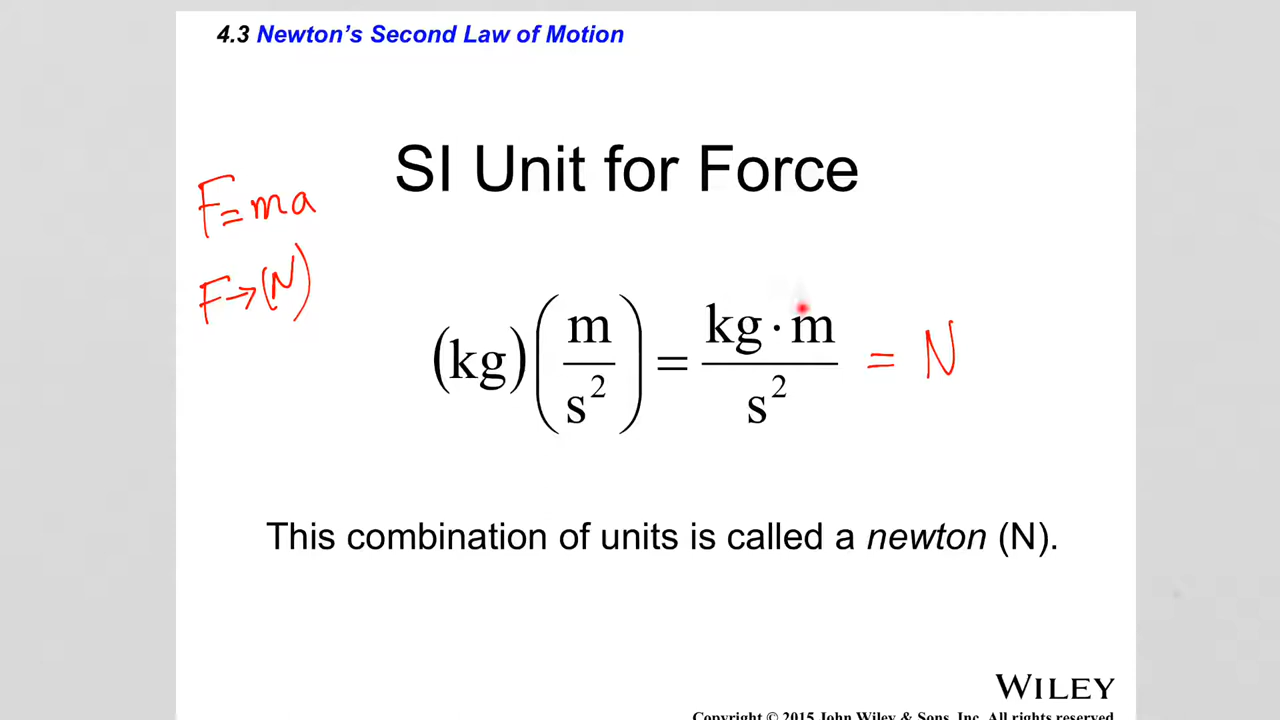 4.3 Newton's Second Law of Motion
SI Unit for Force
F=ma
F→(N)
(kg)(m/s²) = kg·m/s² = N
This combination of units is called a newton (N).
WILEY
Copyright © 2015 John Wiley & Sons, Inc. All rights reserved